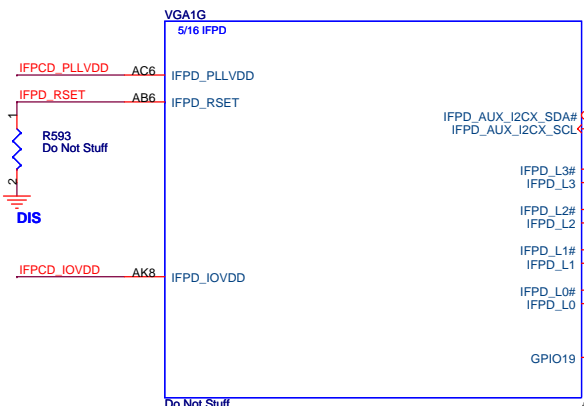 VGA1G
5/16 IFPD
IFPCD_PLLVDD
AC6
IFPD_PLLVDD
IFPD_RSET
AB6
IFPD_RSET
1
R593
Do Not Stuff
2
DIS
IFPCD_IOVDD
AK8
IFPD_IOVDD
IFPD_AUX_I2CX_SDA#
IFPD_AUX_I2CX_SCL
IFPD_L3#
IFPD_L3
IFPD_L2#
IFPD_L2
IFPD_L1#
IFPD_L1
IFPD_L0#
IFPD_L0
GPIO19
Do Not Stuff